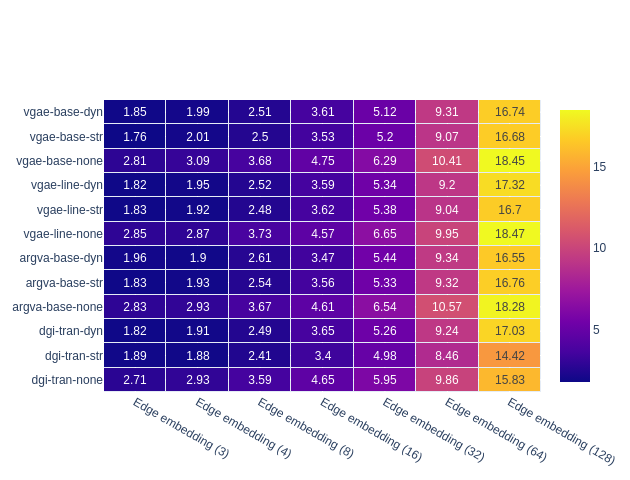 vgae-base-dyn 1.85 1.99 2.51 3.61 5.12 9.31 16.74
vgae-base-str 1.76 2.01 2.5 3.53 5.2 9.07 16.68
vgae-base-none 2.81 3.09 3.68 4.75 6.29 10.41 18.45
vgae-line-dyn 1.82 1.95 2.52 3.59 5.34 9.2 17.32
vgae-line-str 1.83 1.92 2.48 3.62 5.38 9.04 16.7
vgae-line-none 2.85 2.87 3.73 4.57 6.65 9.95 18.47
argva-base-dyn 1.96 1.9 2.61 3.47 5.44 9.34 16.55
argva-base-str 1.83 1.93 2.54 3.56 5.33 9.32 16.76
argva-base-none 2.83 2.93 3.67 4.61 6.54 10.57 18.28
dgi-tran-dyn 1.82 1.91 2.49 3.65 5.26 9.24 17.03
dgi-tran-str 1.89 1.88 2.41 3.4 4.98 8.46 14.42
dgi-tran-none 2.71 2.93 3.59 4.65 5.95 9.86 15.83
Edge embedding (3)
Edge embedding (4)
Edge embedding (8)
Edge embedding (16)
Edge embedding (32)
Edge embedding (64)
Edge embedding (128)
15
10
5